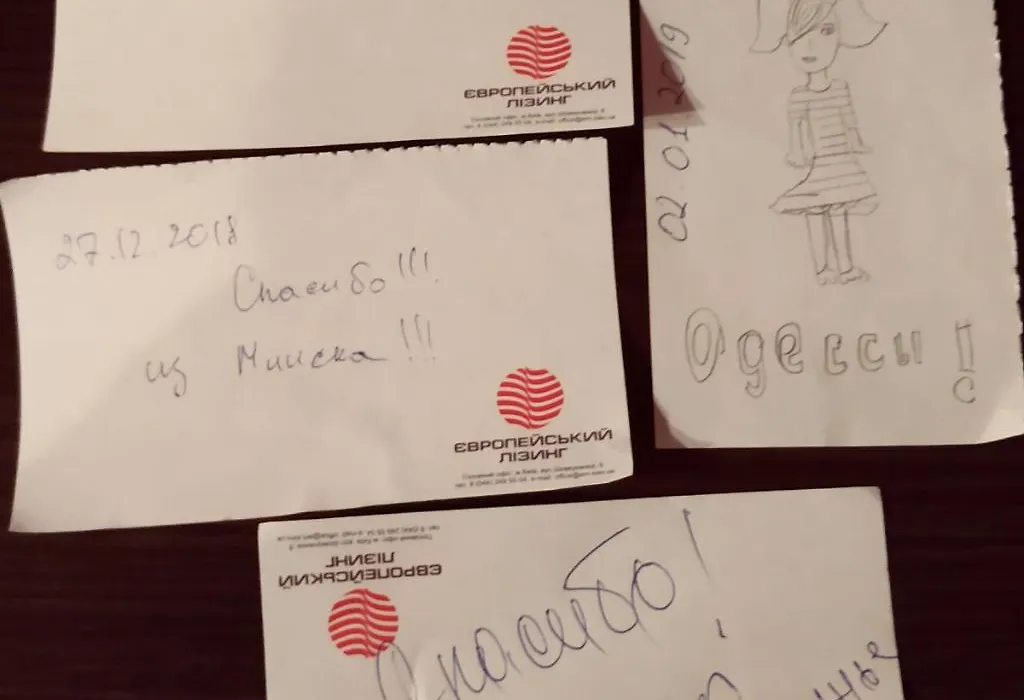 ЄВРОПЕЙСЬКИЙ
ЛІЗИНГ
02.01.2019
Одессы!
27.12.2018
Спасибо!!!
из Минска!!!
ЄВРОПЕЙСЬКИЙ
ЛІЗИНГ
ЄВРОПЕЙСЬКИЙ
ЛІЗИНГ
Спасибо!